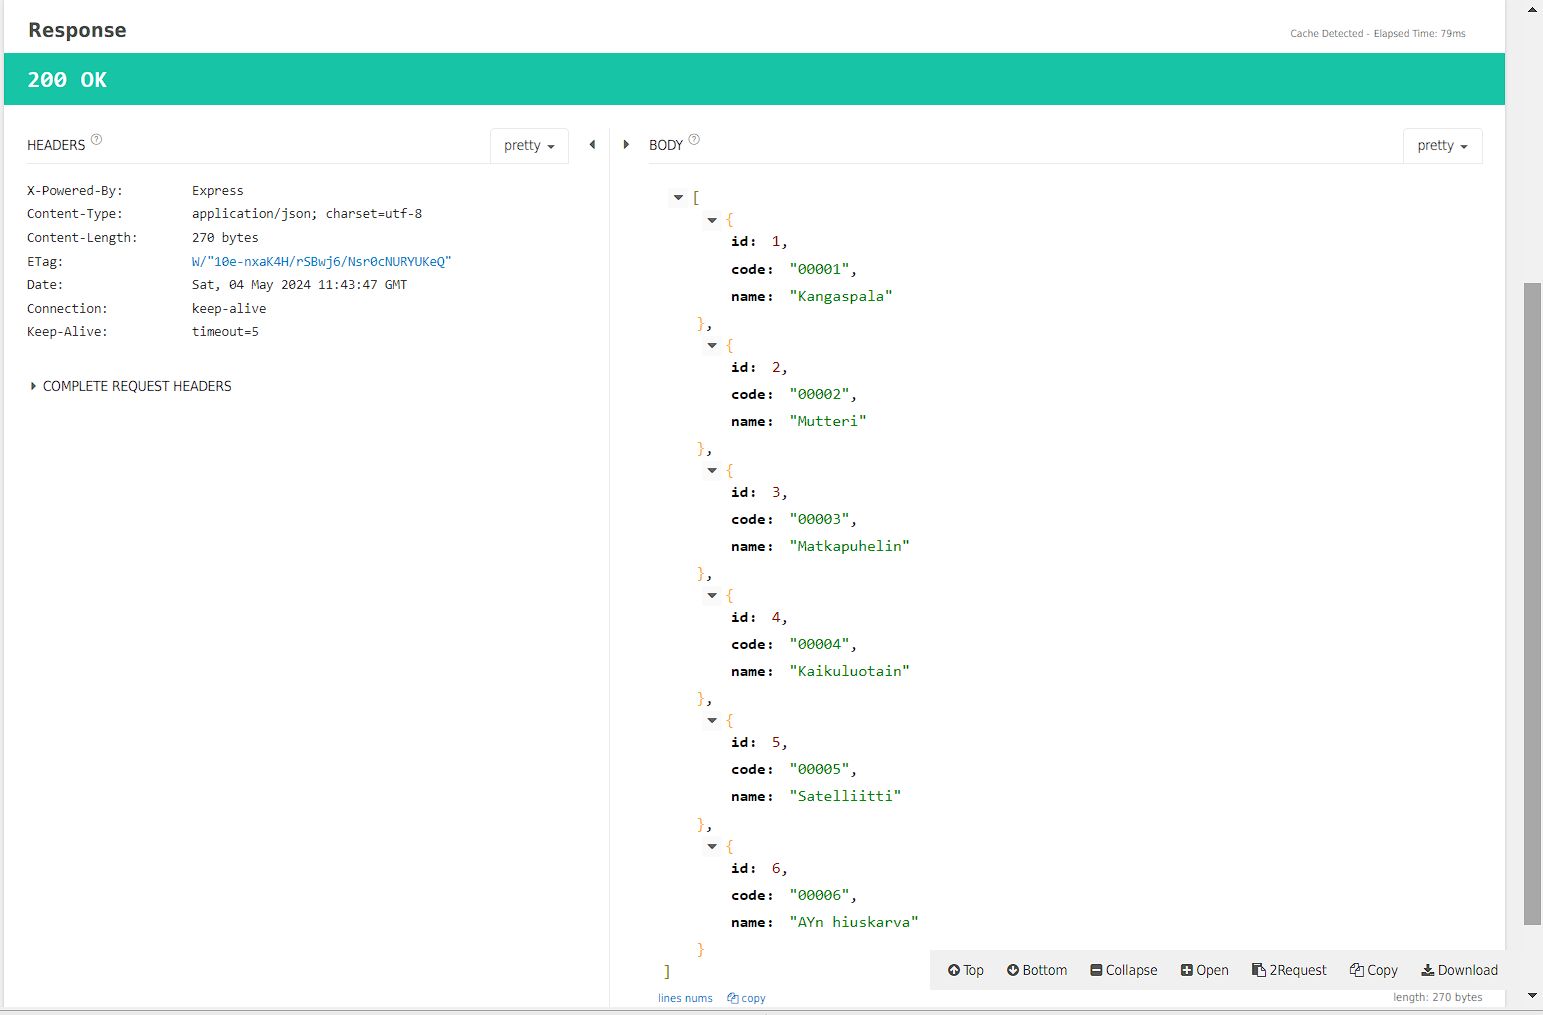 Response
Cache Detected - Elapsed Time: 79ms
200 OK
HEADERS ?
pretty
X-Powered-By: Express
Content-Type: application/json; charset=utf-8
Content-Length: 270 bytes
ETag: W/"10e-nxaK4H/rSBwj6/Nsr0cNURYUKeQ"
Date: Sat, 04 May 2024 11:43:47 GMT
Connection: keep-alive
Keep-Alive: timeout=5
COMPLETE REQUEST HEADERS
BODY ?
pretty
[
{
id: 1,
code: "00001",
name: "Kangaspala"
},
{
id: 2,
code: "00002",
name: "Mutteri"
},
{
id: 3,
code: "00003",
name: "Matkapuhelin"
},
{
id: 4,
code: "00004",
name: "Kaikuluotain"
},
{
id: 5,
code: "00005",
name: "Satelliitti"
},
{
id: 6,
code: "00006",
name: "AYn hiuskarva"
}
]
Top Bottom Collapse Open 2Request Copy Download
lines nums copy
length: 270 bytes